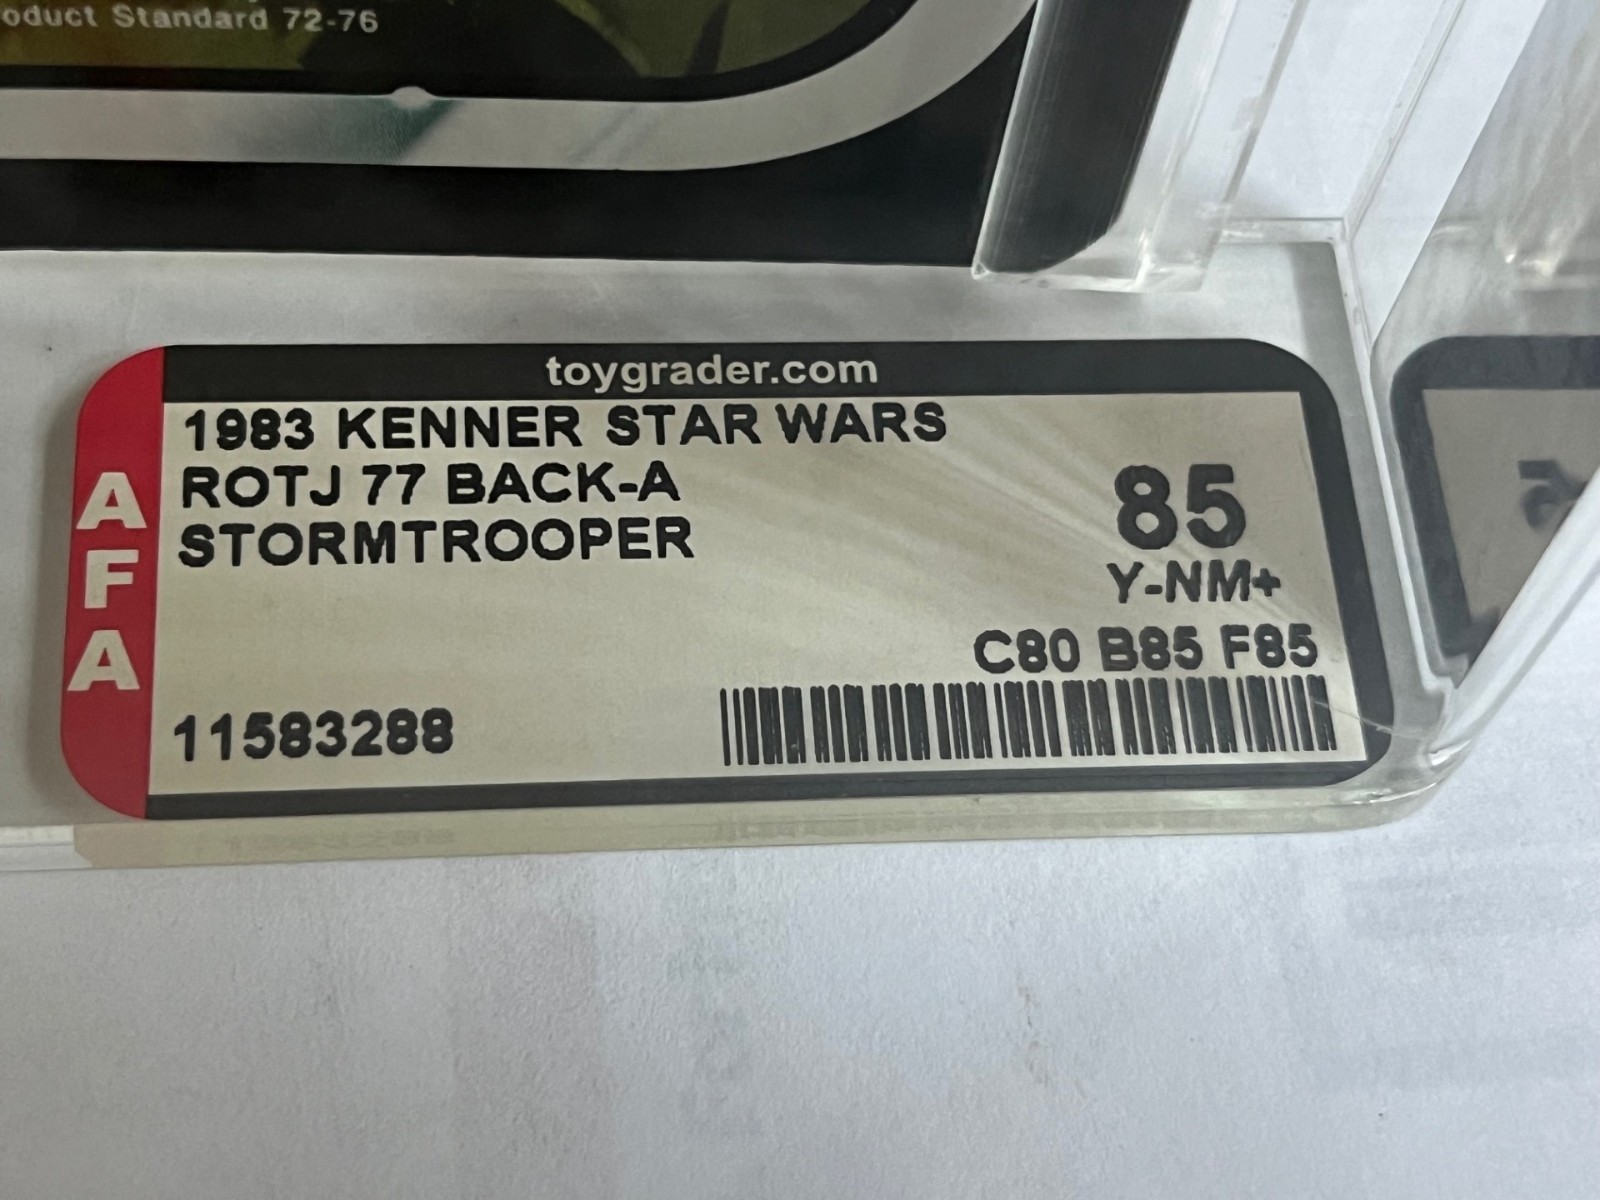 Standard 72-76
toygrader.com
AFA
1983 KENNER STAR WARS
ROTJ 77 BACK-A
STORMTROOPER
85
Y-NM+
C80 B85 F85
11583288